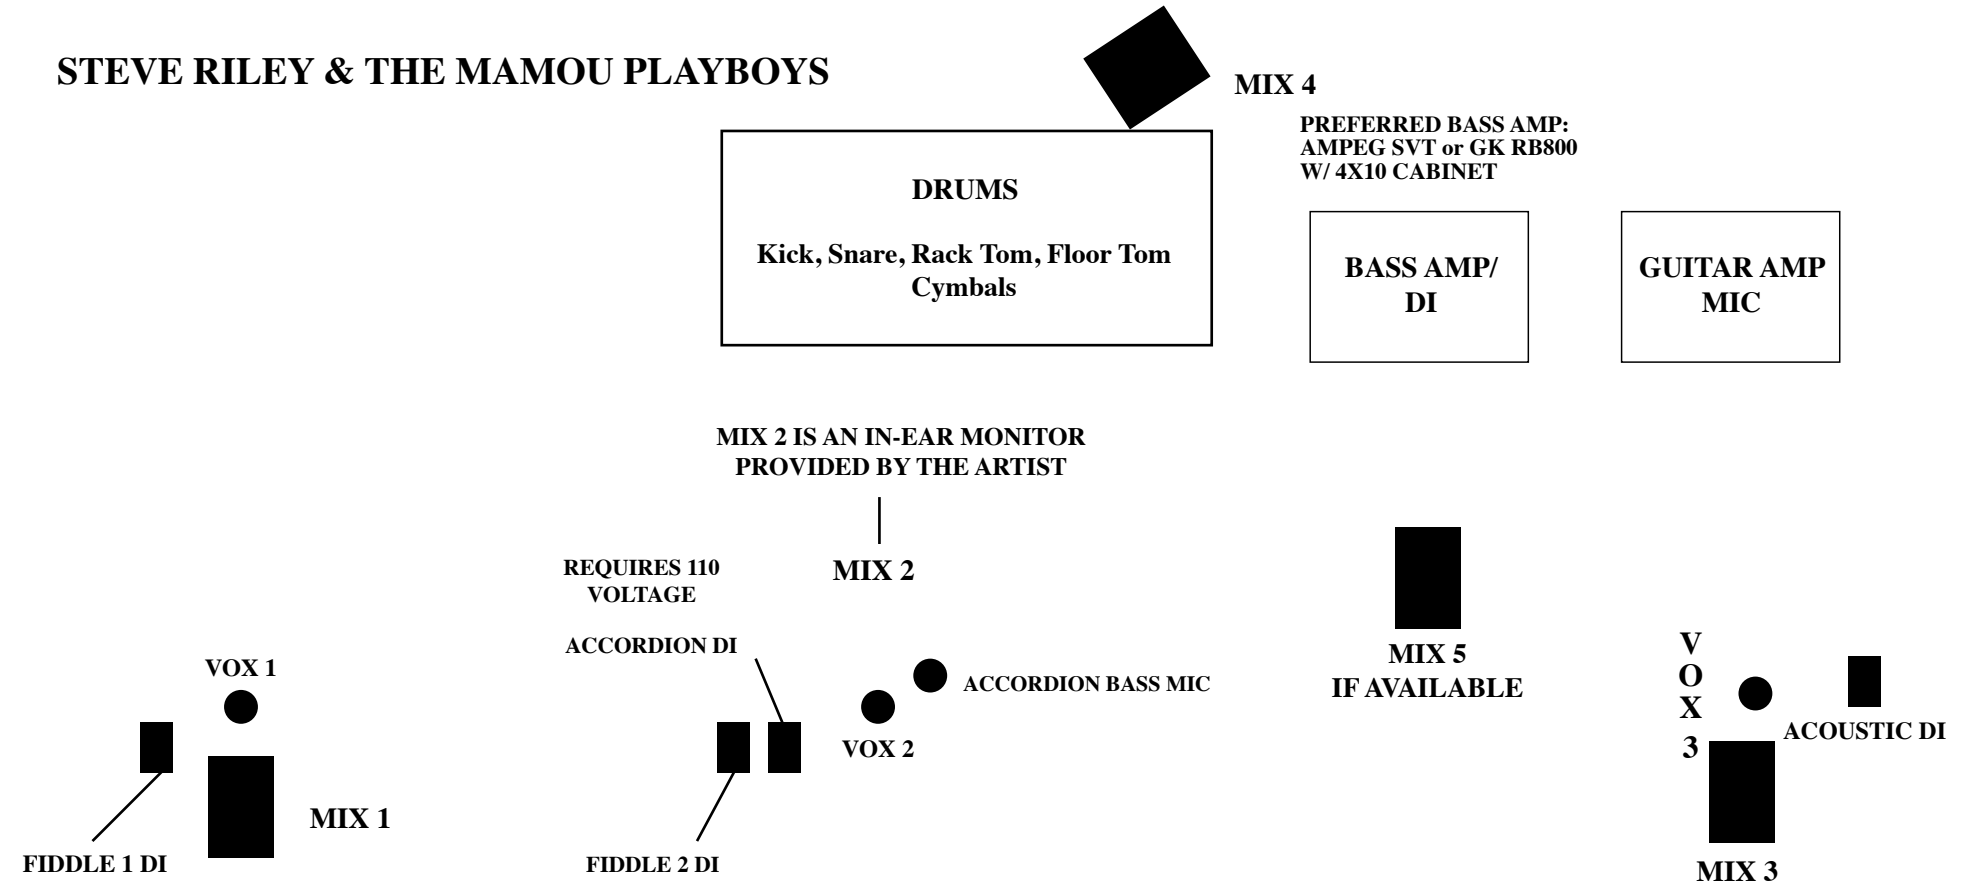 STEVE RILEY & THE MAMOU PLAYBOYS
MIX 4
PREFERRED BASS AMP:
AMPEG SVT or GK RB800
W/ 4X10 CABINET
DRUMS
Kick, Snare, Rack Tom, Floor Tom
Cymbals
BASS AMP/
DI
GUITAR AMP
MIC
MIX 2 IS AN IN-EAR MONITOR
PROVIDED BY THE ARTIST
MIX 2
REQUIRES 110
VOLTAGE
ACCORDION DI
ACCORDION BASS MIC
VOX 2
FIDDLE 2 DI
VOX 1
MIX 1
FIDDLE 1 DI
MIX 5
IF AVAILABLE
V
O
X
3
ACOUSTIC DI
MIX 3